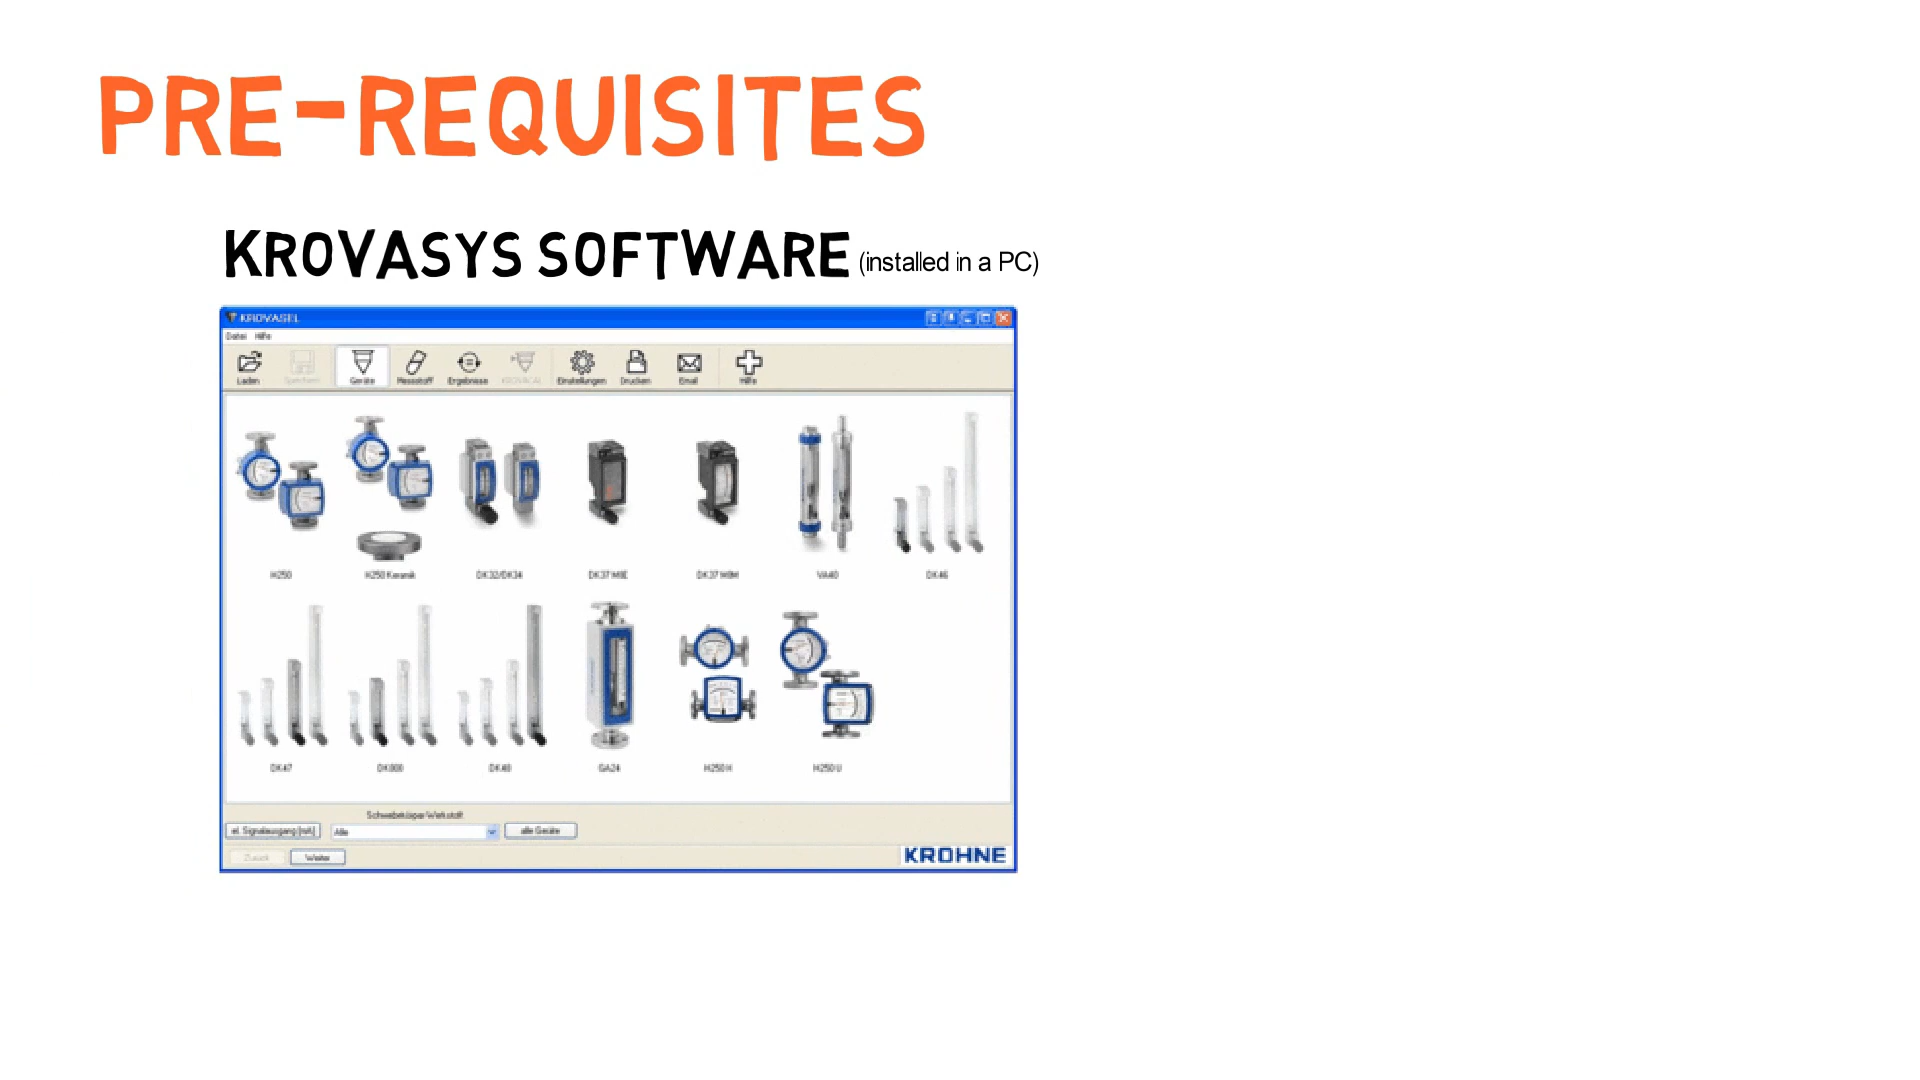 PRE-REQUISITES
KROVASYS SOFTWARE (installed in a PC)
KROVASEL
Datei Hilfe
Laden Speichern Geräte Messstoff Ergebnisse KROVACAL Einstellungen Drucken Email Hilfe
H250 H250 Keramik DK32/DK34 DK37 M8E DK37 M8M VA40 DK46
DK47 DK800 DK48 GA24 H250 H H250 U
Schwebekörper-Werkstoff:
el. Signalausgang [mA] Alle alle Geräte
Zurück Weiter KROHNE